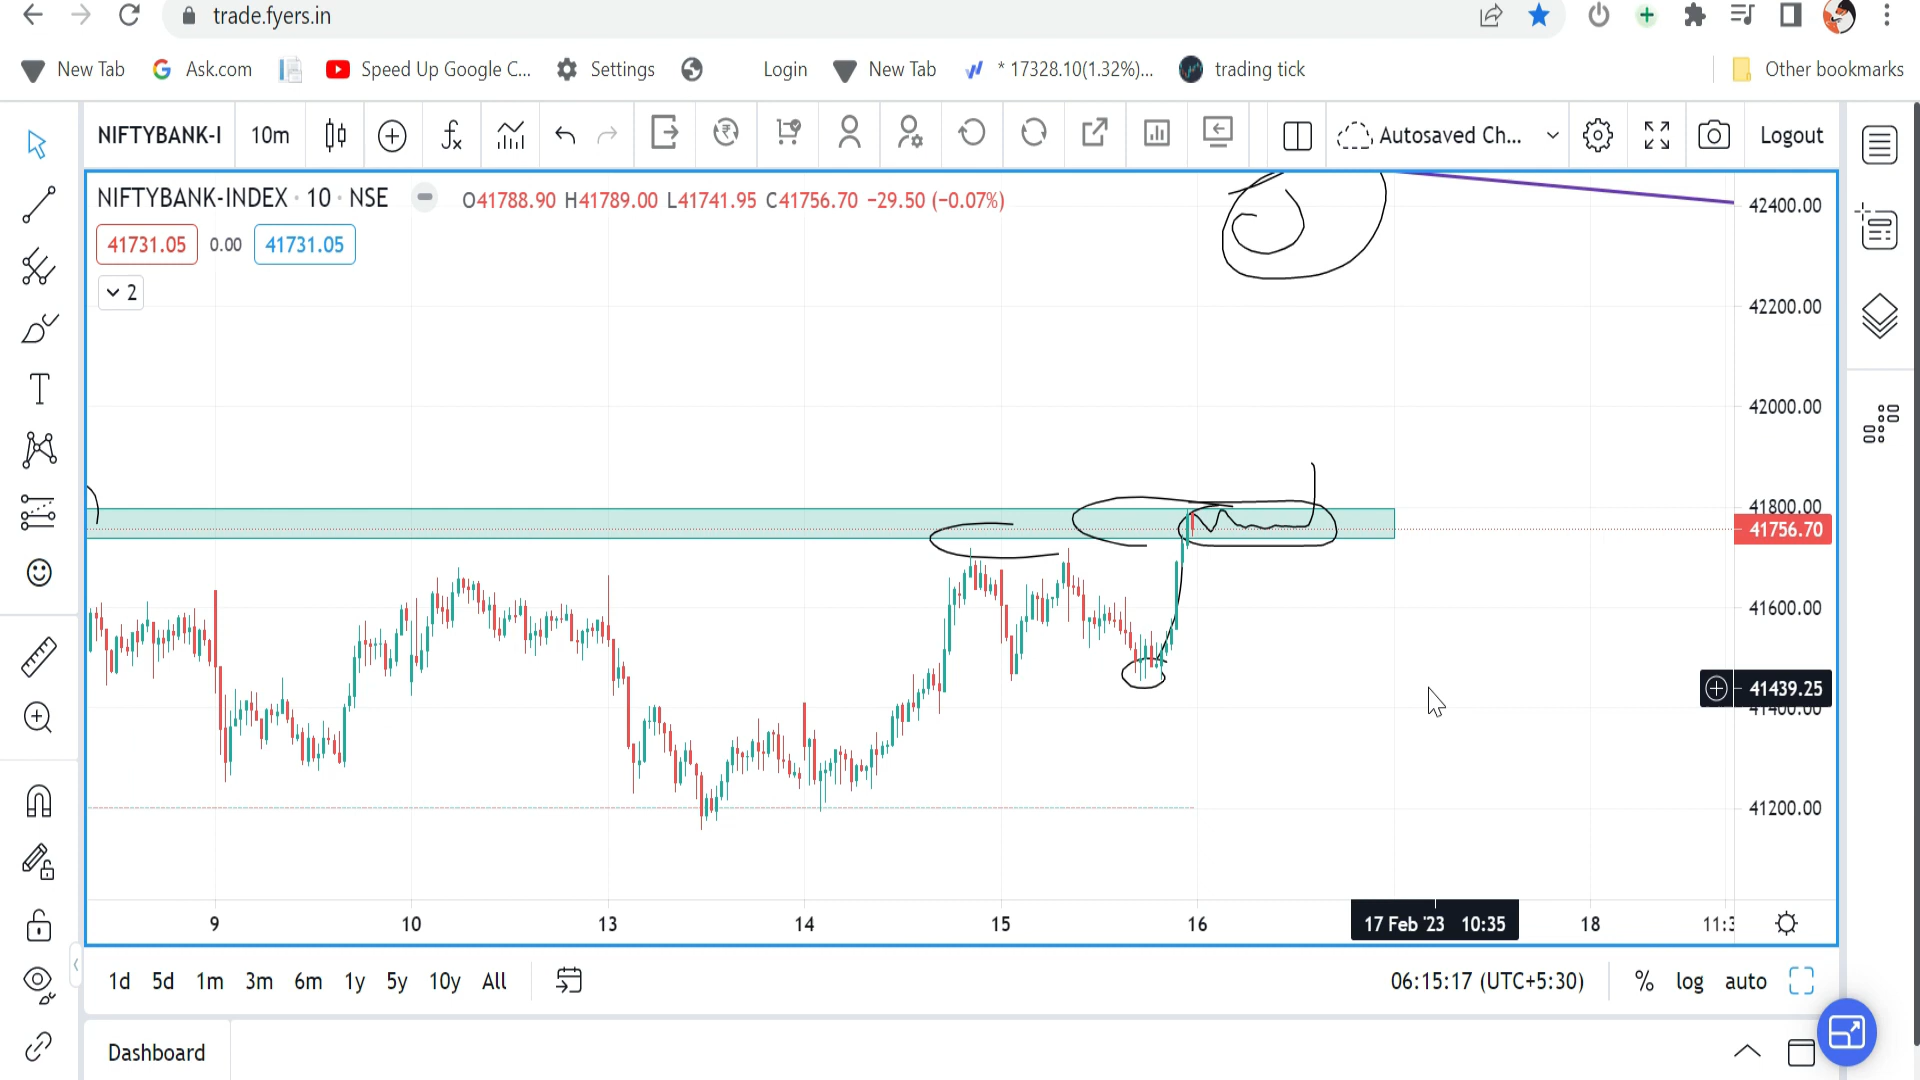 trade.fyers.in
New Tab Ask.com Speed Up Google C... Settings Login New Tab * 17328.10(1.32%)... trading tick Other bookmarks
NIFTYBANK-I 10m Autosaved Ch... Logout
NIFTYBANK-INDEX · 10 · NSE O41788.90 H41789.00 L41741.95 C41756.70 −29.50 (−0.07%)
41731.05 0.00 41731.05
2
42400.00
42200.00
42000.00
41800.00
41756.70
41600.00
41439.25
41400.00
41200.00
9 10 13 14 15 16 17 Feb '23 10:35 18 11:3
1d 5d 1m 3m 6m 1y 5y 10y All 06:15:17 (UTC+5:30) % log auto
Dashboard